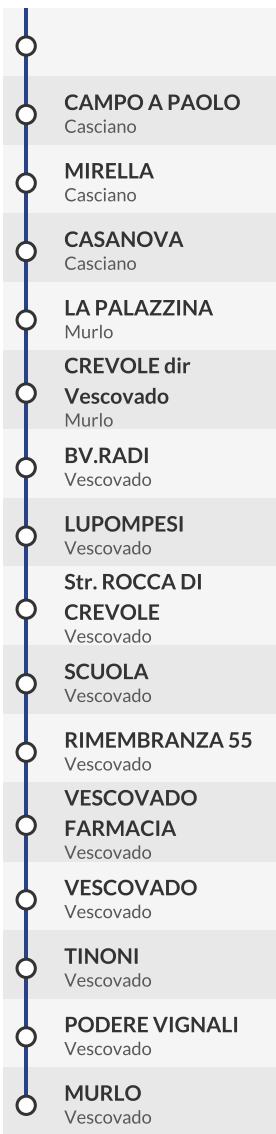 CAMPO A PAOLO
Casciano
MIRELLA
Casciano
CASANOVA
Casciano
LA PALAZZINA
Murlo
CREVOLE dir
Vescovado
Murlo
BV.RADI
Vescovado
LUPOMPESI
Vescovado
Str. ROCCA DI
CREVOLE
Vescovado
SCUOLA
Vescovado
RIMEMBRANZA 55
Vescovado
VESCOVADO
FARMACIA
Vescovado
VESCOVADO
Vescovado
TINONI
Vescovado
PODERE VIGNALI
Vescovado
MURLO
Vescovado